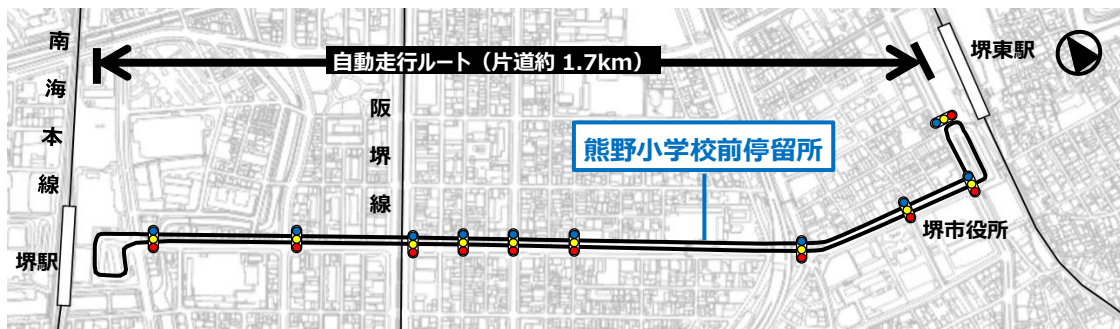 南海本線
自動走行ルート（片道約 1.7km）
堺東駅
阪堺線
熊野小学校前停留所
堺市役所
堺駅